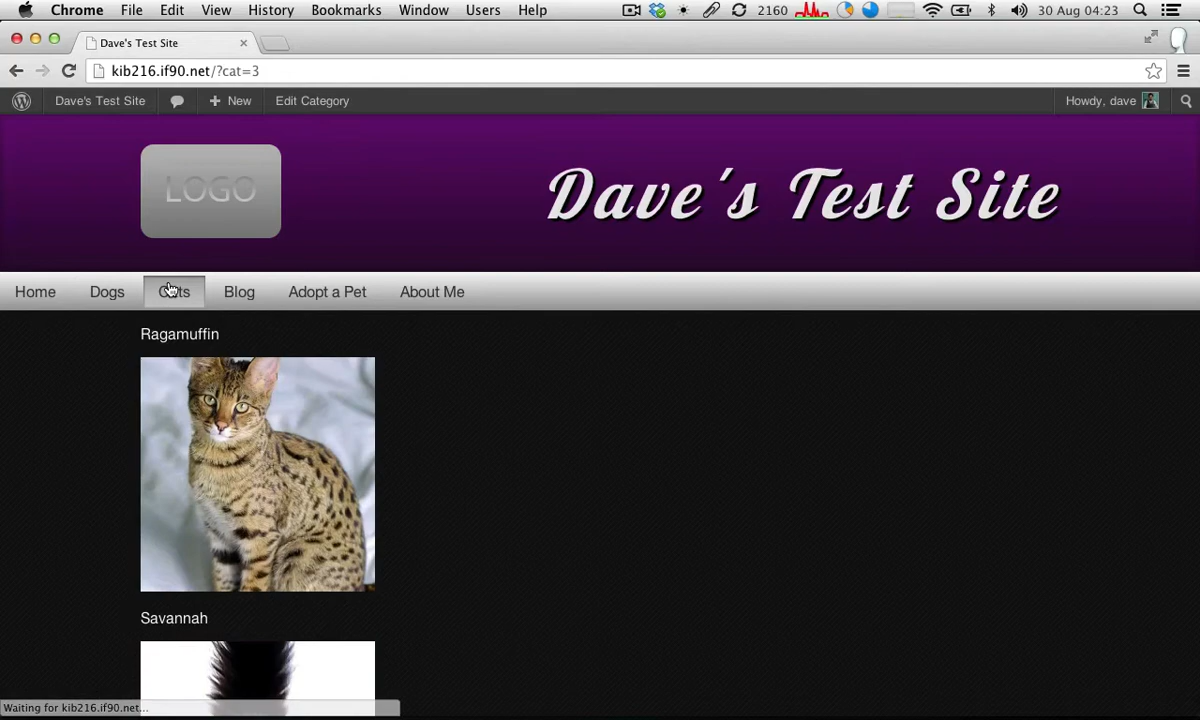 Chrome File Edit View History Bookmarks Window Users Help 2160 30 Aug 04:23
Dave's Test Site
kib216.if90.net/?cat=3
Dave's Test Site New Edit Category Howdy, dave
LOGO
Dave's Test Site
Home Dogs Cats Blog Adopt a Pet About Me
Ragamuffin
Savannah
Waiting for kib216.if90.net...